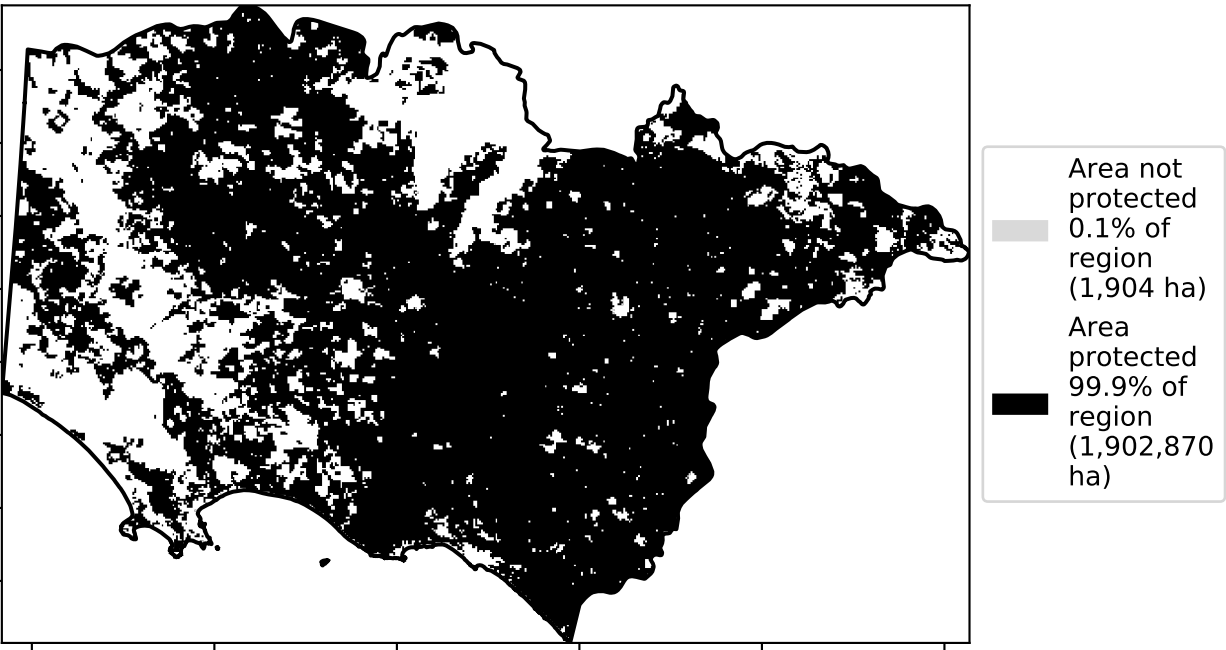 Area not
protected
0.1% of
region
(1,904 ha)
Area
protected
99.9% of
region
(1,902,870
ha)